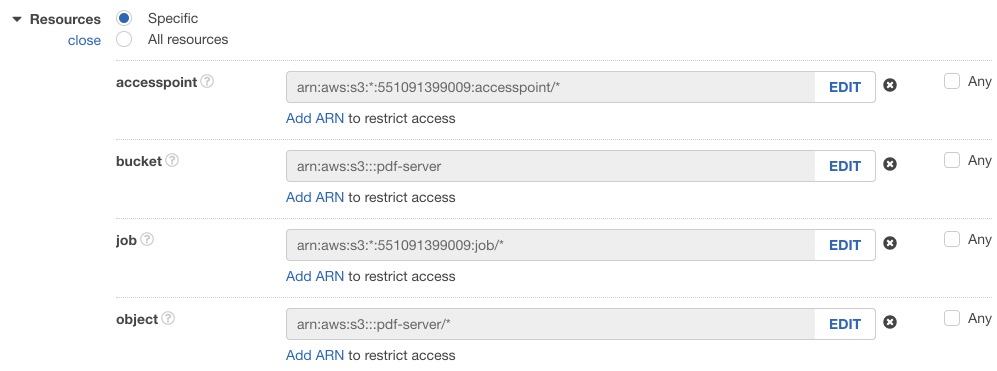 Resources Specific
close All resources
accesspoint ? arn:aws:s3:*:551091399009:accesspoint/* EDIT Any
Add ARN to restrict access
bucket ? arn:aws:s3:::pdf-server EDIT Any
Add ARN to restrict access
job ? arn:aws:s3:*:551091399009:job/* EDIT Any
Add ARN to restrict access
object ? arn:aws:s3:::pdf-server/* EDIT Any
Add ARN to restrict access